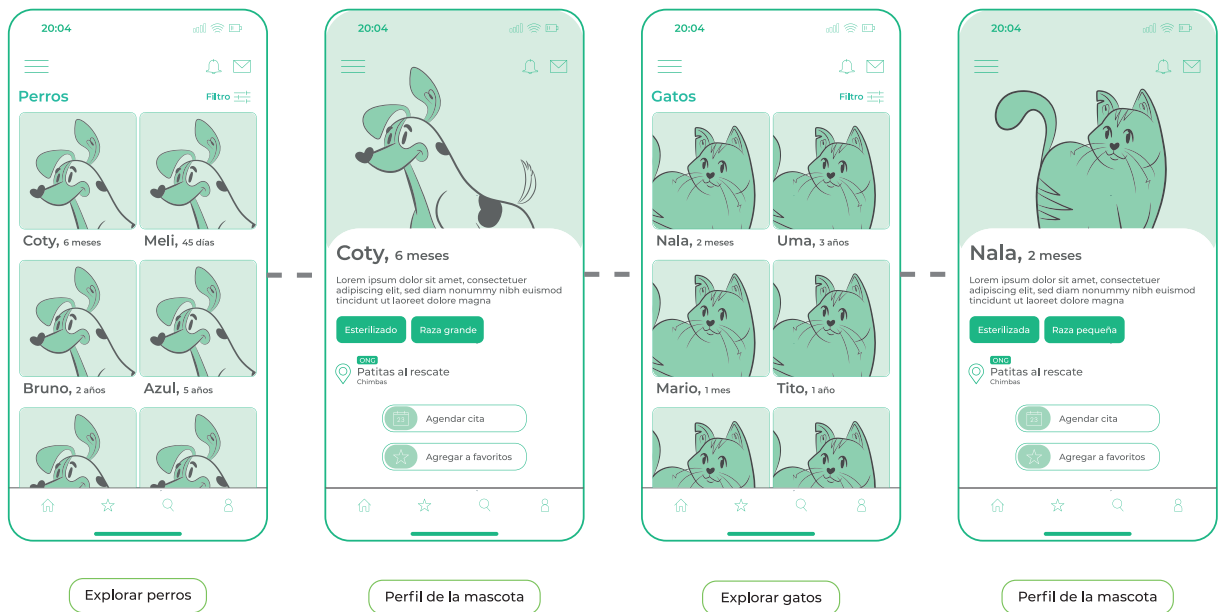 20:04
Perros
Filtro
Coty, 6 meses
Meli, 45 días
Bruno, 2 años
Azul, 5 años
Explorar perros
20:04
Coty, 6 meses
Lorem ipsum dolor sit amet, consectetuer
adipiscing elit, sed diam nonummy nibh euismod
tincidunt ut laoreet dolore magna
Esterilizado
Raza grande
ONG
Patitas al rescate
Chimbas
23
Agendar cita
Agregar a favoritos
Perfil de la mascota
20:04
Gatos
Filtro
Nala, 2 meses
Uma, 3 años
Mario, 1 mes
Tito, 1 año
Explorar gatos
20:04
Nala, 2 meses
Lorem ipsum dolor sit amet, consectetuer
adipiscing elit, sed diam nonummy nibh euismod
tincidunt ut laoreet dolore magna
Esterilizada
Raza pequeña
ONG
Patitas al rescate
Chimbas
23
Agendar cita
Agregar a favoritos
Perfil de la mascota